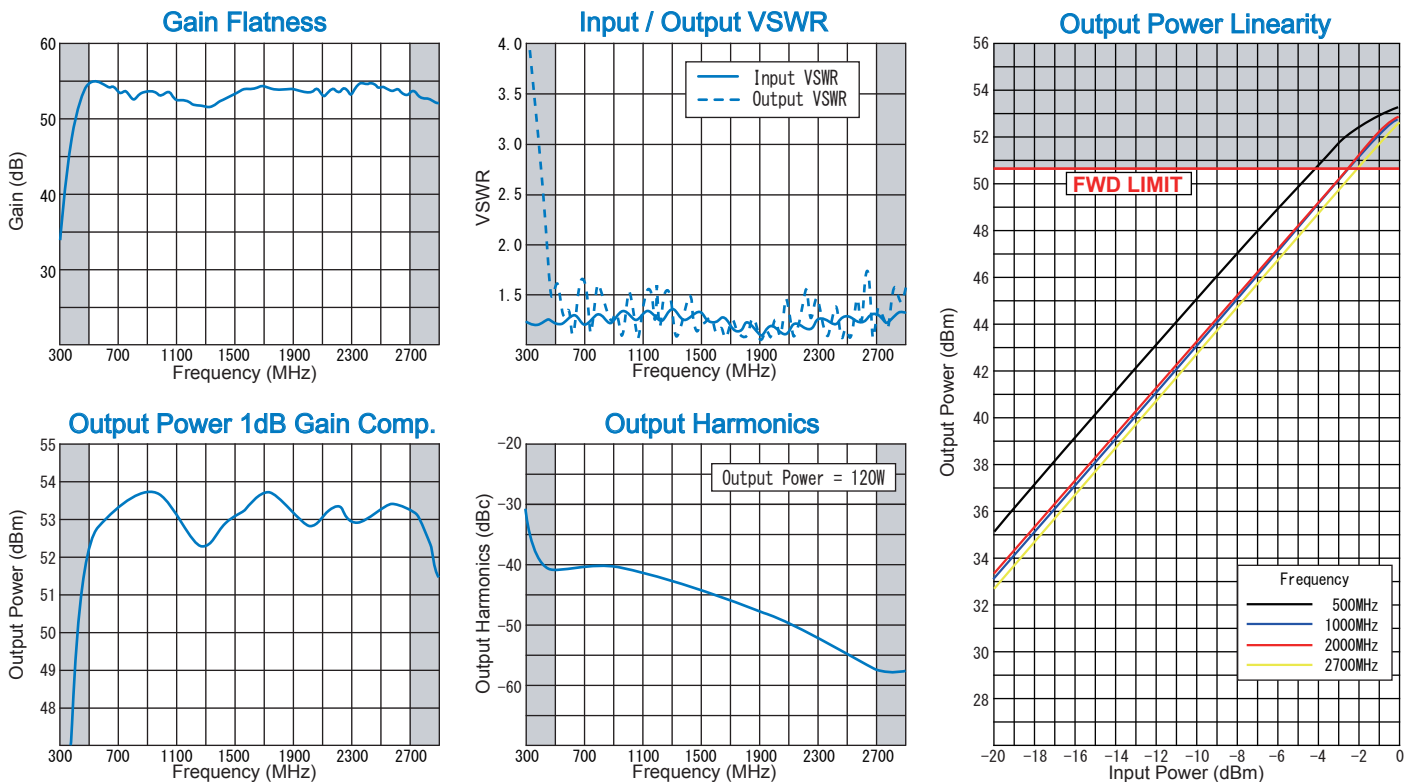 Gain Flatness
60
50
40
30
Gain (dB)
300 700 1100 1500 1900 2300 2700
Frequency (MHz)
Input / Output VSWR
4.0
3.5
3.0
2.5
2.0
1.5
VSWR
Input VSWR
Output VSWR
300 700 1100 1500 1900 2300 2700
Frequency (MHz)
Output Power 1dB Gain Comp.
55
54
53
52
51
50
49
48
Output Power (dBm)
300 700 1100 1500 1900 2300 2700
Frequency (MHz)
Output Harmonics
-20
-30
-40
-50
-60
Output Harmonics (dBc)
Output Power = 120W
300 700 1100 1500 1900 2300 2700
Frequency (MHz)
Output Power Linearity
56
54
52
50
48
46
44
42
40
38
36
34
32
30
28
26
Output Power (dBm)
FWD LIMIT
Frequency
500MHz
1000MHz
2000MHz
2700MHz
-20 -18 -16 -14 -12 -10 -8 -6 -4 -2 0
Input Power (dBm)